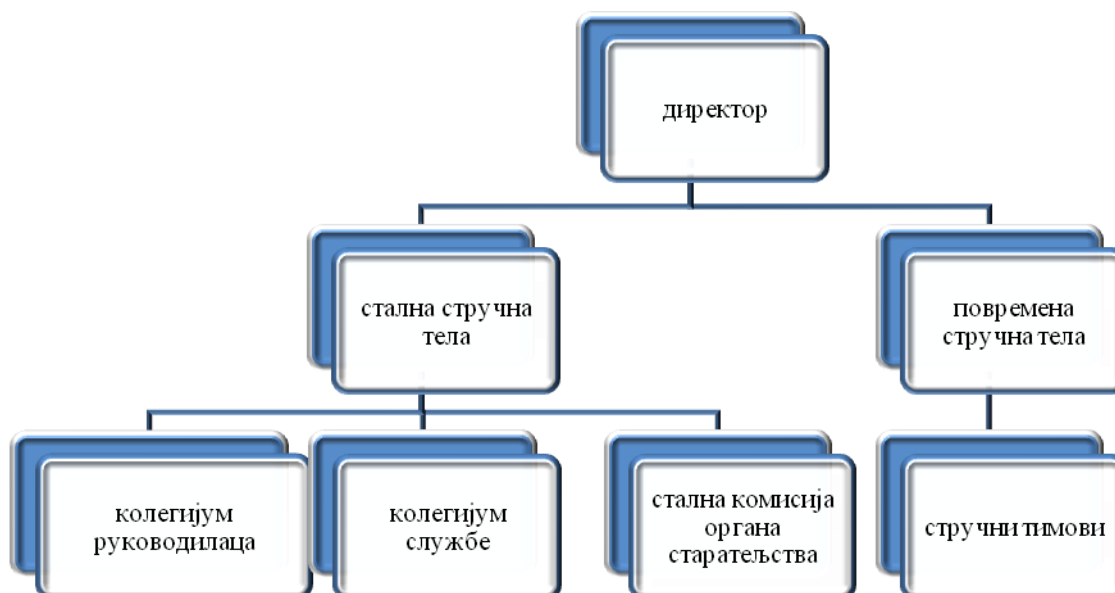 директор
стална стручна
тела
повремена
стручна тела
колегијум
руководилаца
колегијум
службе
стална комисија
органа
старатељства
стручни тимови